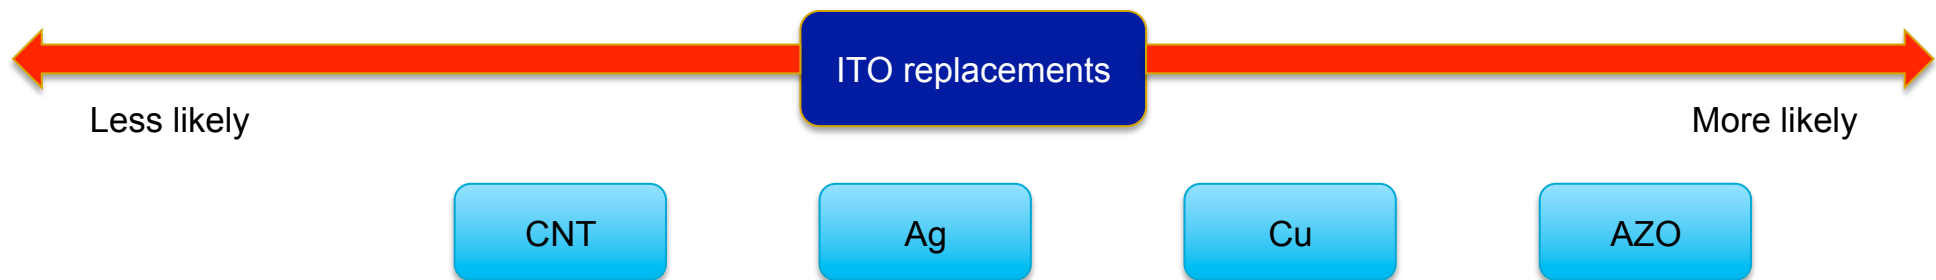 ITO replacements
Less likely
More likely
CNT
Ag
Cu
AZO